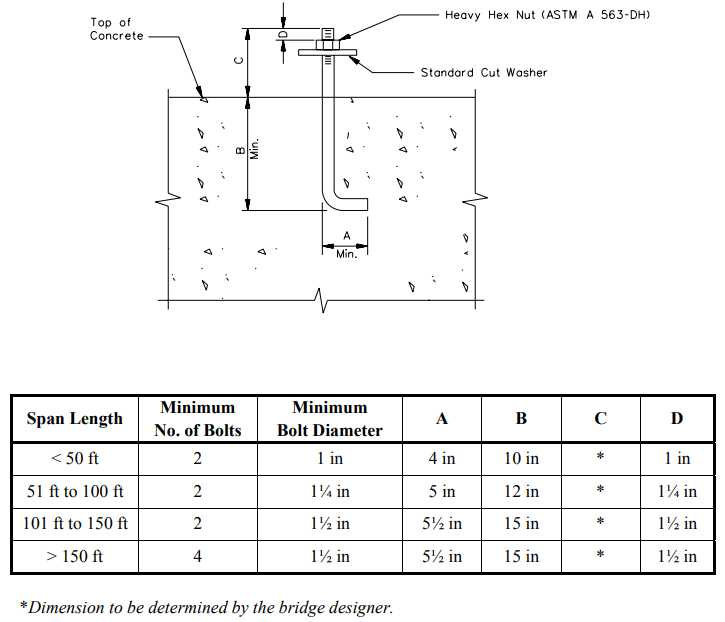 Top of
Concrete
Heavy Hex Nut (ASTM A 563-DH)
D
C
Standard Cut Washer
B
Min.
A
Min.
Span Length Minimum No. of Bolts Minimum Bolt Diameter A B C D
< 50 ft 2 1 in 4 in 10 in * 1 in
51 ft to 100 ft 2 1¼ in 5 in 12 in * 1¼ in
101 ft to 150 ft 2 1½ in 5½ in 15 in * 1½ in
> 150 ft 4 1½ in 5½ in 15 in * 1½ in
*Dimension to be determined by the bridge designer.